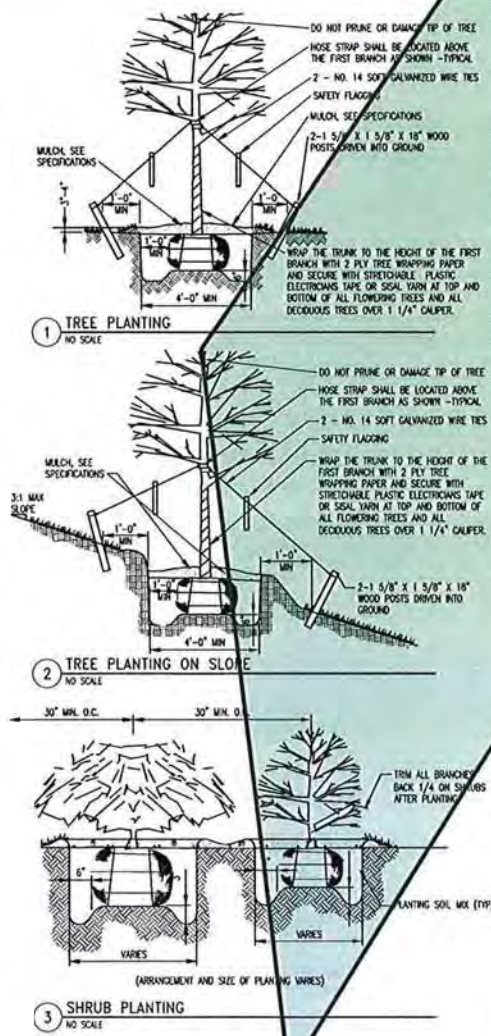 DO NOT PRUNE OR DAMAGE TIP OF TREE
HOSE STRAP SHALL BE LOCATED ABOVE
THE FIRST BRANCH AS SHOWN -TYPICAL
2 - NO. 14 SOFT GALVANIZED WIRE TIES
SAFETY FLAGGING
MULCH, SEE SPECIFICATIONS
2-1 5/8" X 1 5/8" X 18" WOOD
POSTS DRIVEN INTO GROUND
MULCH, SEE
SPECIFICATIONS
1'-0"
MIN
1'-0"
MIN
1'-0"
MIN
4'-0" MIN
WRAP THE TRUNK TO THE HEIGHT OF THE FIRST
BRANCH WITH 2 PLY TREE WRAPPING PAPER
AND SECURE WITH STRETCHABLE PLASTIC
ELECTRICIANS TAPE OR SISAL YARN AT TOP AND
BOTTOM OF ALL FLOWERING TREES AND ALL
DECIDUOUS TREES OVER 1 1/4" CALIPER.
1 TREE PLANTING
NO SCALE
DO NOT PRUNE OR DAMAGE TIP OF TREE
HOSE STRAP SHALL BE LOCATED ABOVE
THE FIRST BRANCH AS SHOWN -TYPICAL
2 - NO. 14 SOFT GALVANIZED WIRE TIES
SAFETY FLAGGING
WRAP THE TRUNK TO THE HEIGHT OF THE
FIRST BRANCH WITH 2 PLY TREE
WRAPPING PAPER AND SECURE WITH
STRETCHABLE PLASTIC ELECTRICIANS TAPE
OR SISAL YARN AT TOP AND BOTTOM OF
ALL FLOWERING TREES AND ALL
DECIDUOUS TREES OVER 1 1/4" CALIPER.
MULCH, SEE
SPECIFICATIONS
3:1 MAX
SLOPE
1'-0"
MIN
1'-0"
MIN
1'-0"
MIN
2-1 5/8" X 1 5/8" X 18"
WOOD POSTS DRIVEN INTO
GROUND
4'-0" MIN
2 TREE PLANTING ON SLOPE
NO SCALE
30" MIN. O.C.
30" MIN. O.C.
TRIM ALL BRANCHES
BACK 1/4 ON SHRUBS
AFTER PLANTING
6"
PLANTING SOIL MIX (TYP
VARIES
VARIES
(ARRANGEMENT AND SIZE OF PLANTING VARIES)
3 SHRUB PLANTING
NO SCALE